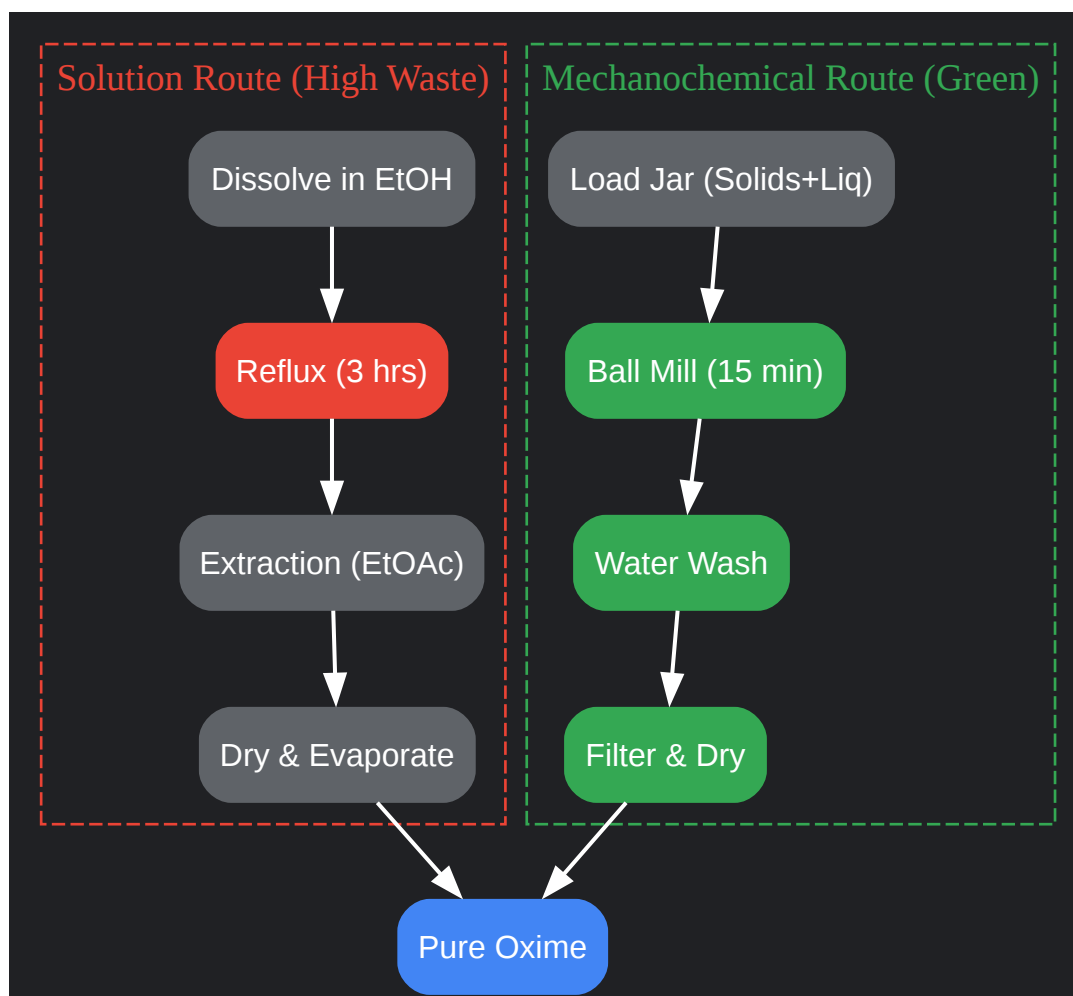 Solution Route (High Waste)
Dissolve in EtOH
Reflux (3 hrs)
Extraction (EtOAc)
Dry & Evaporate
Mechanochemical Route (Green)
Load Jar (Solids+Liq)
Ball Mill (15 min)
Water Wash
Filter & Dry
Pure Oxime